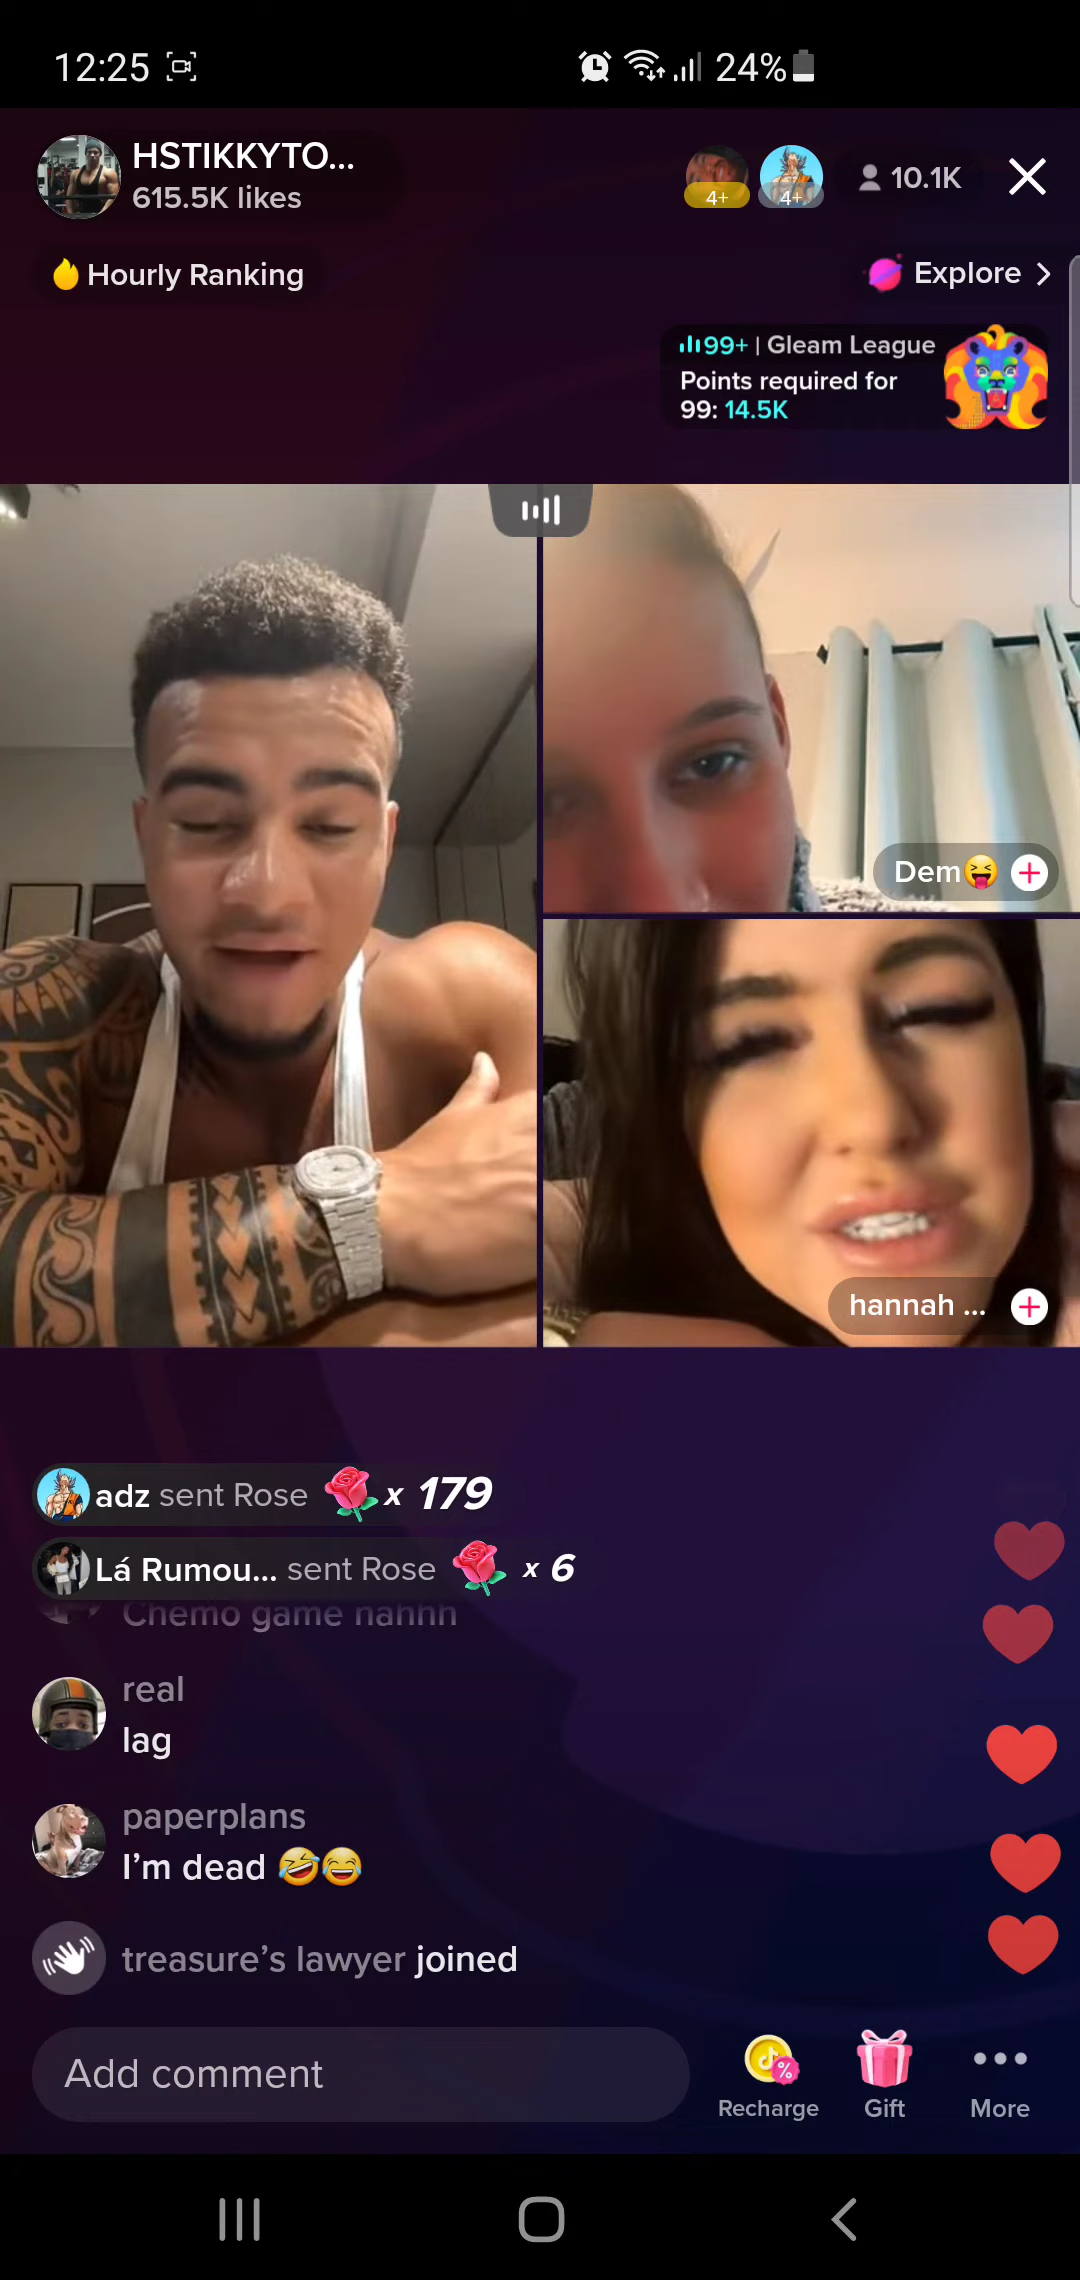 12:25
24%
HSTIKKYTO...
615.5K likes
4+
4+
10.1K
Hourly Ranking
Explore
99+ | Gleam League
Points required for
99: 14.5K
Dem😝
hannah ...
adz sent Rose x 179
Lá Rumou... sent Rose x 6
Chemo game nahhh
real
lag
paperplans
I'm dead 🤣😂
treasure's lawyer joined
Add comment
Recharge
Gift
More